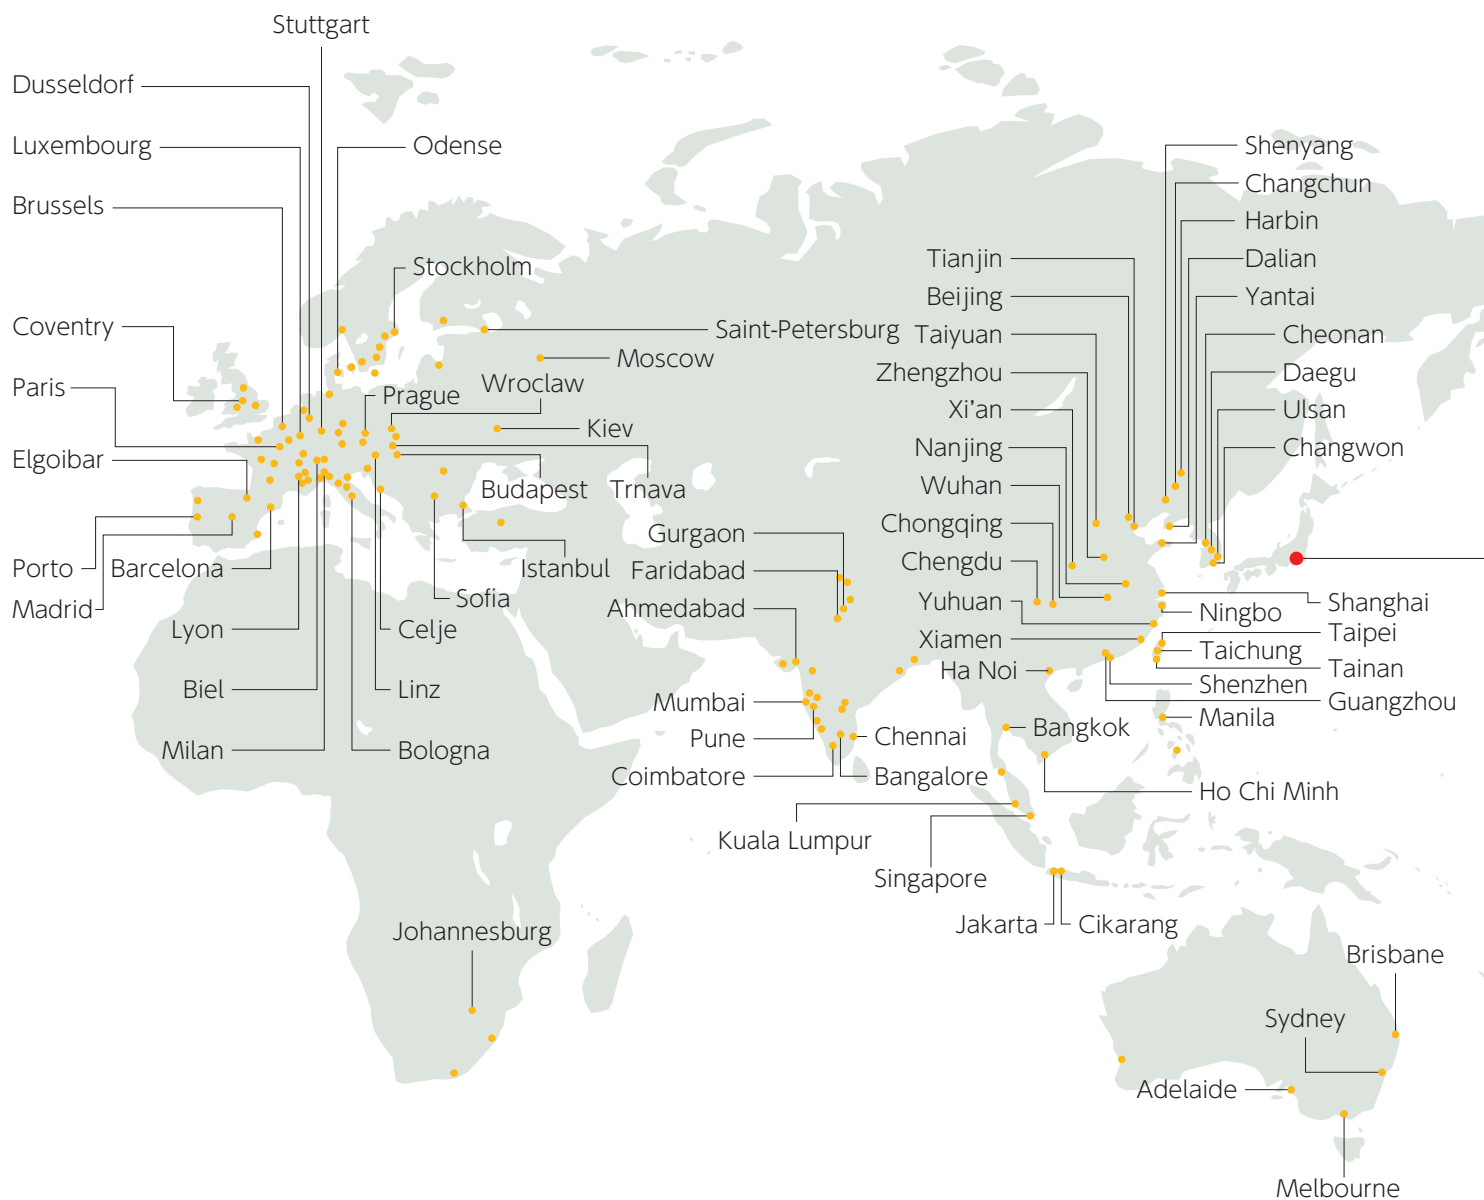 Stuttgart
Dusseldorf
Luxembourg
Odense
Brussels
Stockholm
Coventry
Saint-Petersburg
Moscow
Paris
Wroclaw
Prague
Kiev
Elgoibar
Budapest
Trnava
Porto
Barcelona
Istanbul
Madrid
Sofia
Lyon
Celje
Biel
Linz
Milan
Bologna
Shenyang
Changchun
Harbin
Tianjin
Dalian
Beijing
Yantai
Taiyuan
Cheonan
Zhengzhou
Daegu
Xi’an
Ulsan
Nanjing
Changwon
Wuhan
Chongqing
Gurgaon
Chengdu
Faridabad
Yuhuan
Shanghai
Ahmedabad
Ningbo
Xiamen
Taipei
Taichung
Ha Noi
Tainan
Shenzhen
Guangzhou
Mumbai
Manila
Pune
Chennai
Bangkok
Coimbatore
Bangalore
Ho Chi Minh
Kuala Lumpur
Singapore
Jakarta
Cikarang
Johannesburg
Brisbane
Sydney
Adelaide
Melbourne